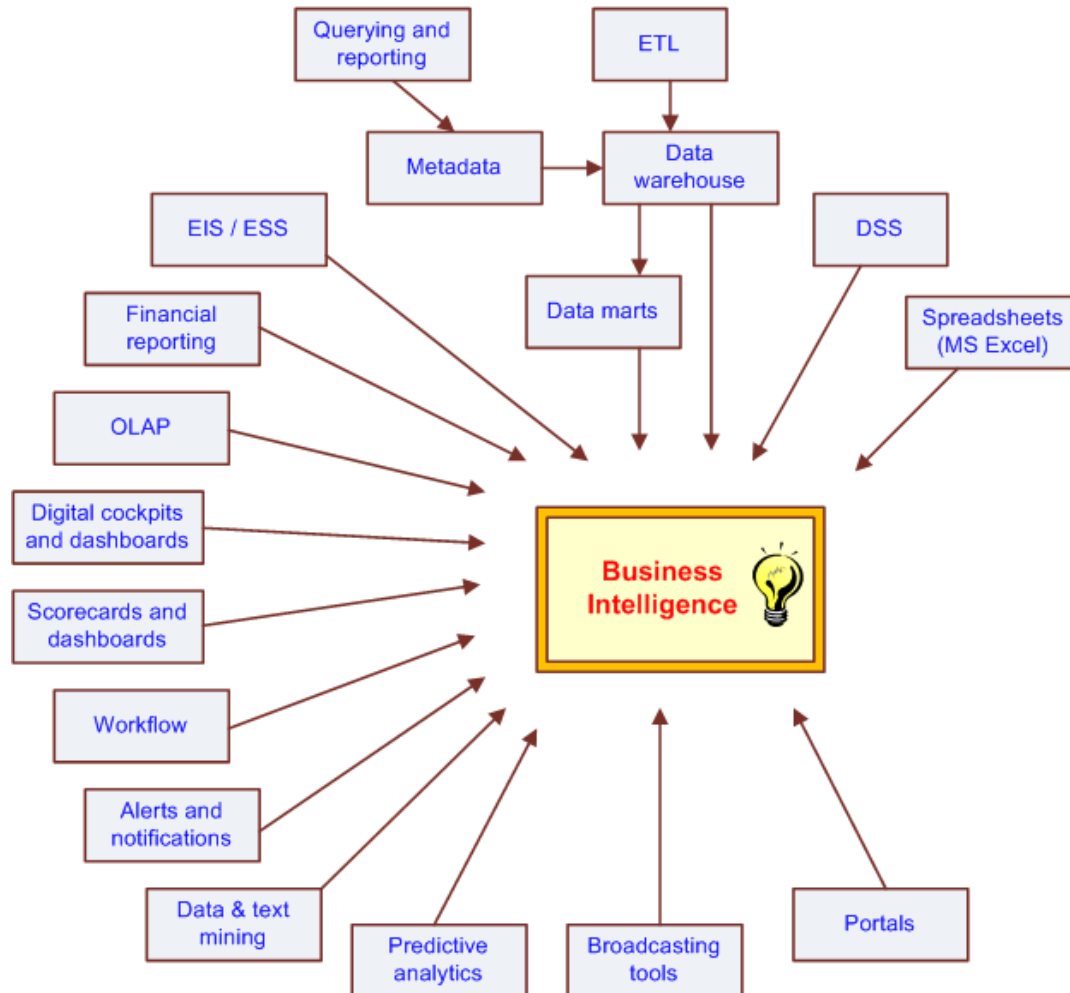 Querying and
reporting
ETL
Metadata
Data
warehouse
EIS / ESS
DSS
Data marts
Financial
reporting
Spreadsheets
(MS Excel)
OLAP
Digital cockpits
and dashboards
Business
Intelligence
Scorecards and
dashboards
Workflow
Alerts and
notifications
Data & text
mining
Predictive
analytics
Broadcasting
tools
Portals